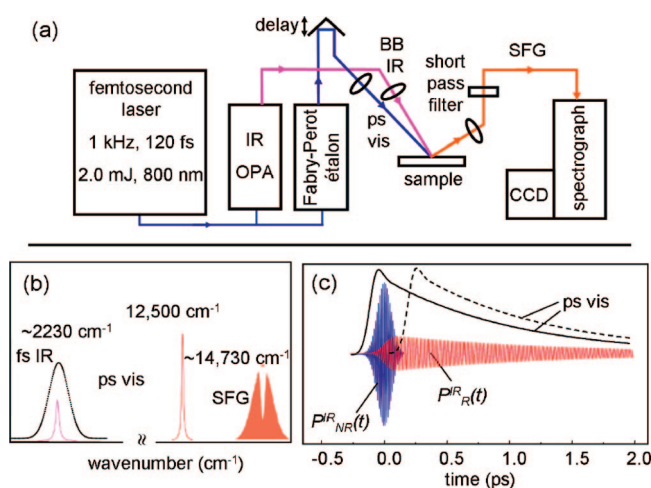 (a)
delay
BB
IR
SFG
short
pass
filter
femtosecond
laser
1 kHz, 120 fs
2.0 mJ, 800 nm
IR
OPA
Fabry-Perot
étalon
ps
vis
sample
CCD
spectrograph
(b)
12,500 cm⁻¹
~2230 cm⁻¹
fs IR
ps vis
~14,730 cm⁻¹
SFG
≈
wavenumber (cm⁻¹)
(c)
ps vis
Pᴵᴿ_NR(t)
Pᴵᴿ_R(t)
-0.5 0.0 0.5 1.0 1.5 2.0
time (ps)